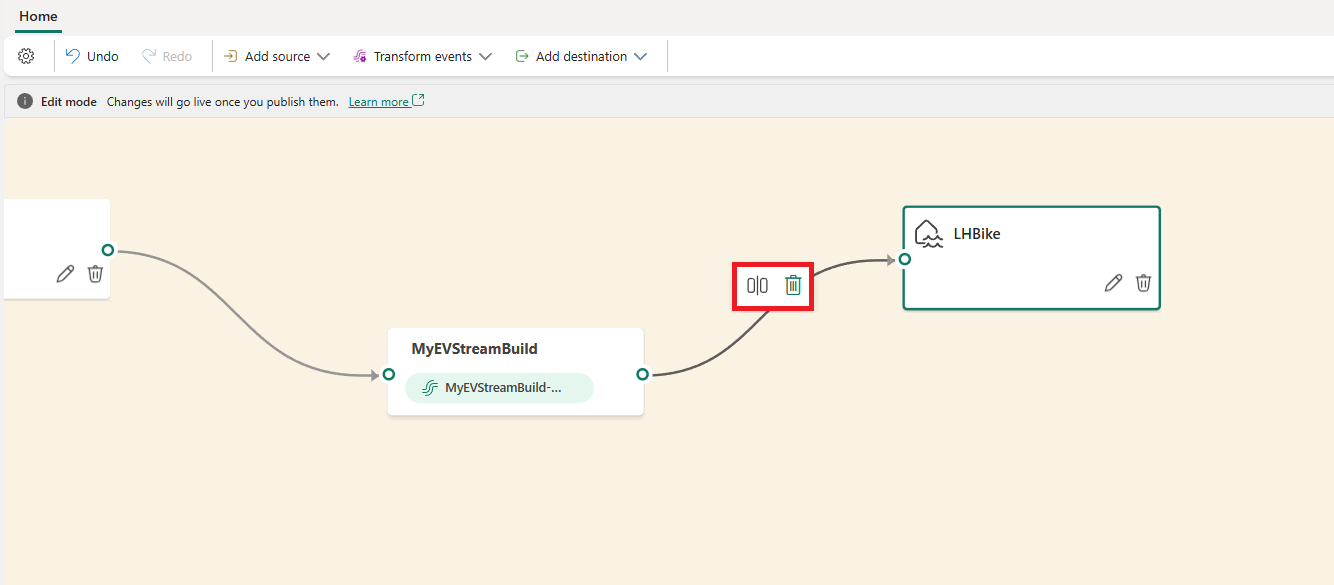 Home
Undo Redo Add source Transform events Add destination
Edit mode Changes will go live once you publish them. Learn more
LHBike
MyEVStreamBuild
MyEVStreamBuild-...